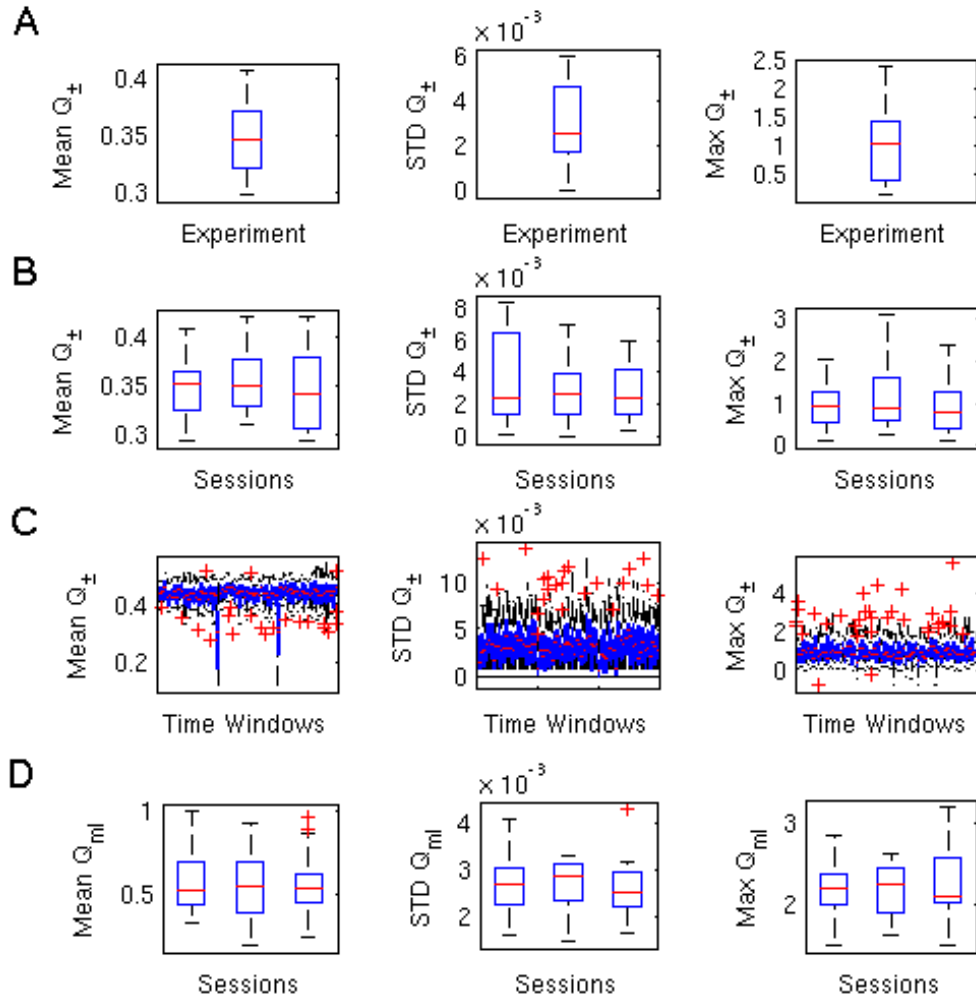 A
Mean Q±
0.4
0.35
0.3
Experiment
× 10⁻³
STD Q±
6
4
2
0
Experiment
Max Q±
2.5
2
1.5
1
0.5
Experiment
B
Mean Q±
0.4
0.35
0.3
Sessions
× 10⁻³
STD Q±
8
6
4
2
0
Sessions
Max Q±
3
2
1
0
Sessions
C
Mean Q±
0.4
0.2
Time Windows
× 10⁻³
STD Q±
10
5
0
Time Windows
Max Q±
4
2
0
Time Windows
D
Mean Qml
1
0.5
Sessions
× 10⁻³
STD Qml
4
3
2
Sessions
Max Qml
3
2
Sessions